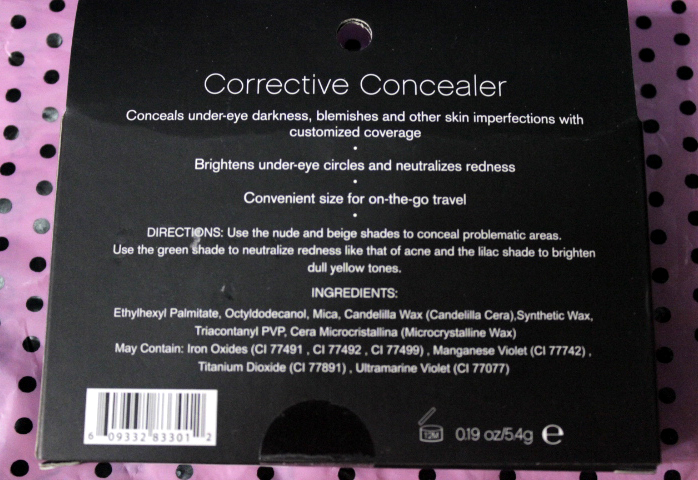 Corrective Concealer
Conceals under-eye darkness, blemishes and other skin imperfections with
customized coverage
•
Brightens under-eye circles and neutralizes redness
•
Convenient size for on-the-go travel
•
DIRECTIONS: Use the nude and beige shades to conceal problematic areas.
Use the green shade to neutralize redness like that of acne and the lilac shade to brighten
dull yellow tones.
INGREDIENTS:
Ethylhexyl Palmitate, Octyldodecanol, Mica, Candelilla Wax (Candelilla Cera),Synthetic Wax,
Triacontanyl PVP, Cera Microcristallina (Microcrystalline Wax)
May Contain: Iron Oxides (CI 77491 , CI 77492 , CI 77499) , Manganese Violet (CI 77742) ,
Titanium Dioxide (CI 77891) , Ultramarine Violet (CI 77077)
6 09332 83301 2
12M 0.19 oz/5.4g e